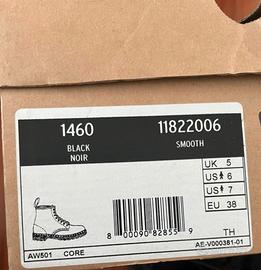 1460 11822006
BLACK SMOOTH
NOIR
UK 5
US 6
US 7
EU 38
8 00090 82855 9
TH
AW501 CORE AE-V000381-01